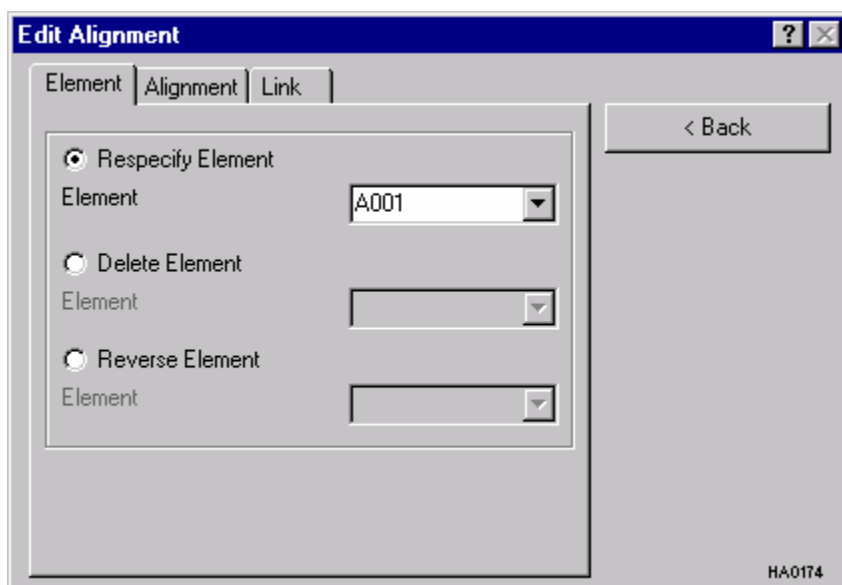 Edit Alignment
Element Alignment Link
< Back
Respecify Element
Element A001
Delete Element
Element
Reverse Element
Element
HA0174